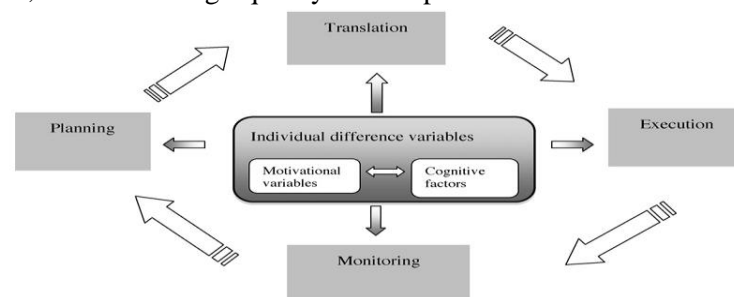 Translation
Planning
Execution
Individual difference variables
Motivational
variables
Cognitive
factors
Monitoring